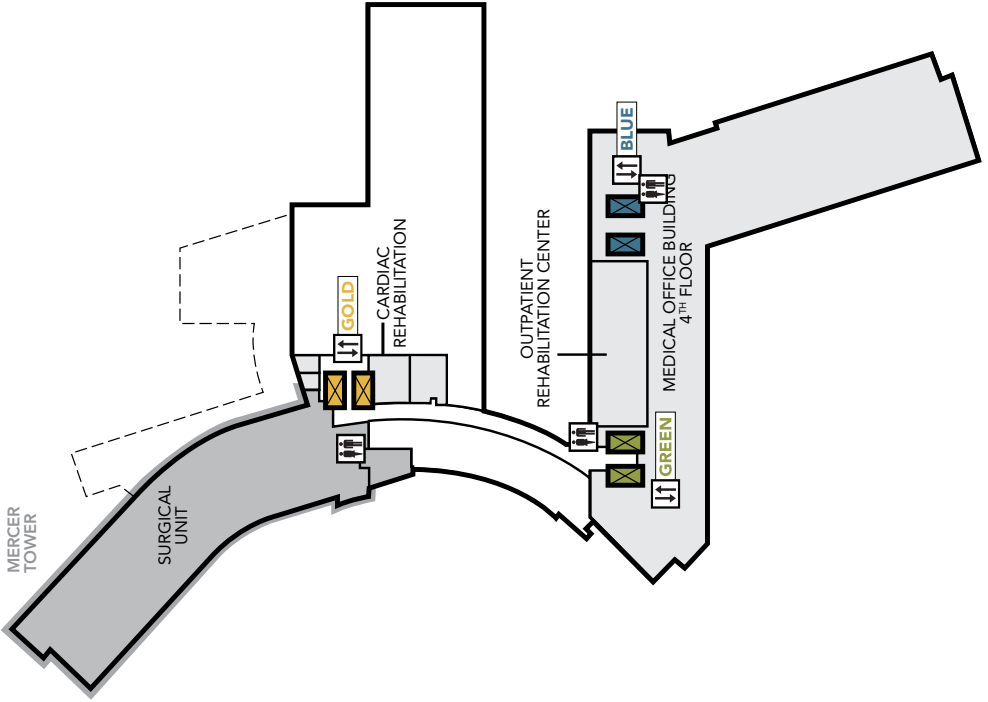 MERCER
TOWER
SURGICAL
UNIT
GOLD
CARDIAC
REHABILITATION
OUTPATIENT
REHABILITATION CENTER
BLUE
MEDICAL OFFICE BUILDING
4TH FLOOR
GREEN